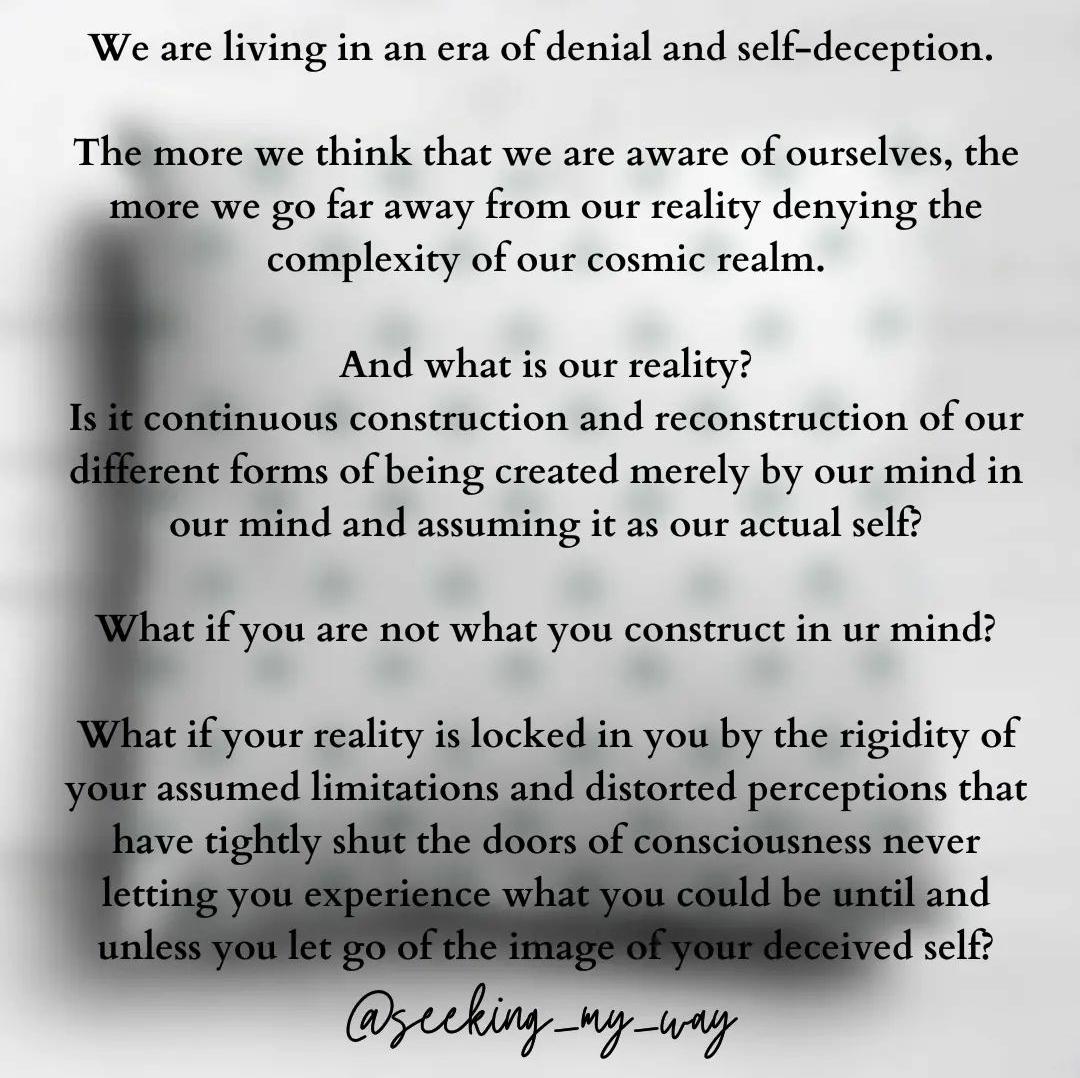 We are living in an era of denial and self-deception.
The more we think that we are aware of ourselves, the
more we go far away from our reality denying the
complexity of our cosmic realm.
And what is our reality?
Is it continuous construction and reconstruction of our
different forms of being created merely by our mind in
our mind and assuming it as our actual self?
What if you are not what you construct in ur mind?
What if your reality is locked in you by the rigidity of
your assumed limitations and distorted perceptions that
have tightly shut the doors of consciousness never
letting you experience what you could be until and
unless you let go of the image of your deceived self?
@seeking_my_way